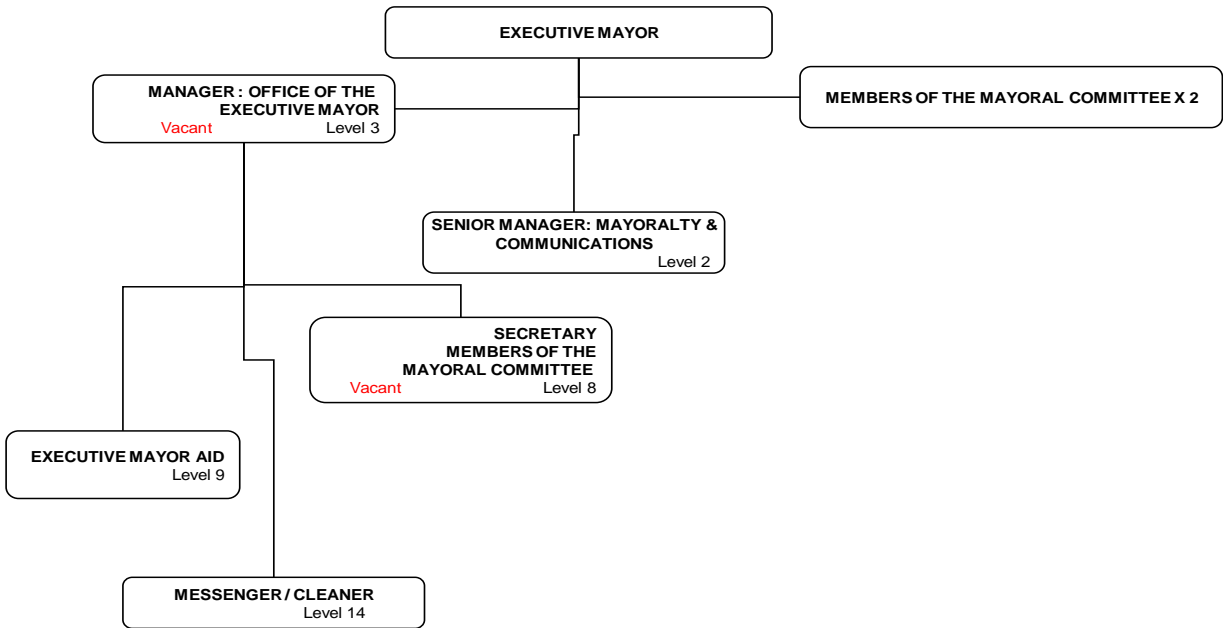 EXECUTIVE MAYOR
MANAGER : OFFICE OF THE
EXECUTIVE MAYOR
Vacant Level 3
MEMBERS OF THE MAYORAL COMMITTEE X 2
SENIOR MANAGER: MAYORALTY &
COMMUNICATIONS
Level 2
SECRETARY
MEMBERS OF THE
MAYORAL COMMITTEE
Vacant Level 8
EXECUTIVE MAYOR AID
Level 9
MESSENGER / CLEANER
Level 14